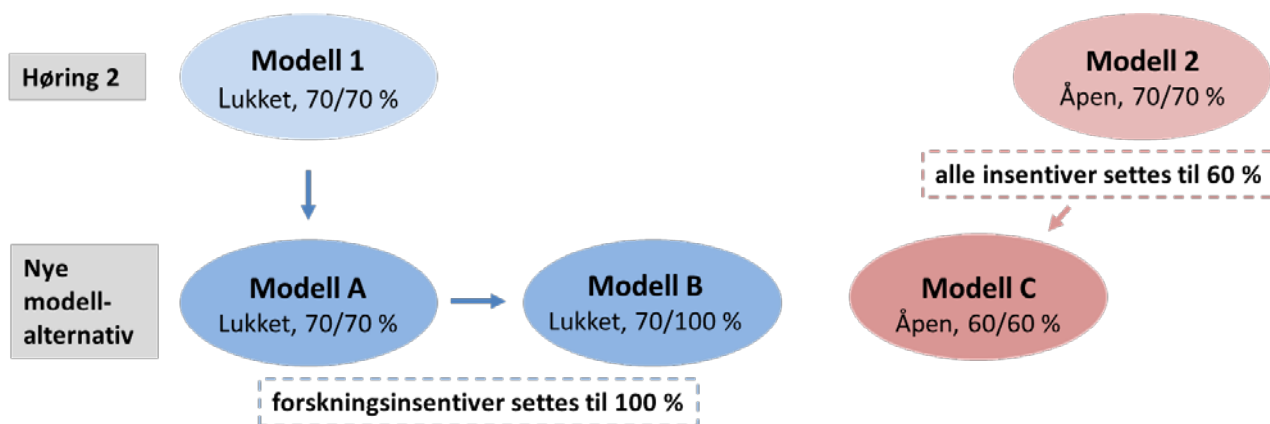 Høring 2
Modell 1
Lukket, 70/70 %
Modell 2
Åpen, 70/70 %
alle insentiver settes til 60 %
Nye
modell-
alternativ
Modell A
Lukket, 70/70 %
Modell B
Lukket, 70/100 %
Modell C
Åpen, 60/60 %
forskningsinsentiver settes til 100 %